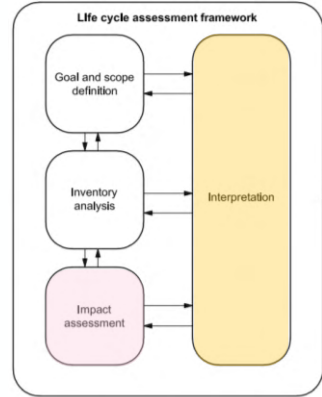 LIfe cycle assessment framework
Goal and scope
definition
Inventory
analysis
Interpretation
Impact
assessment